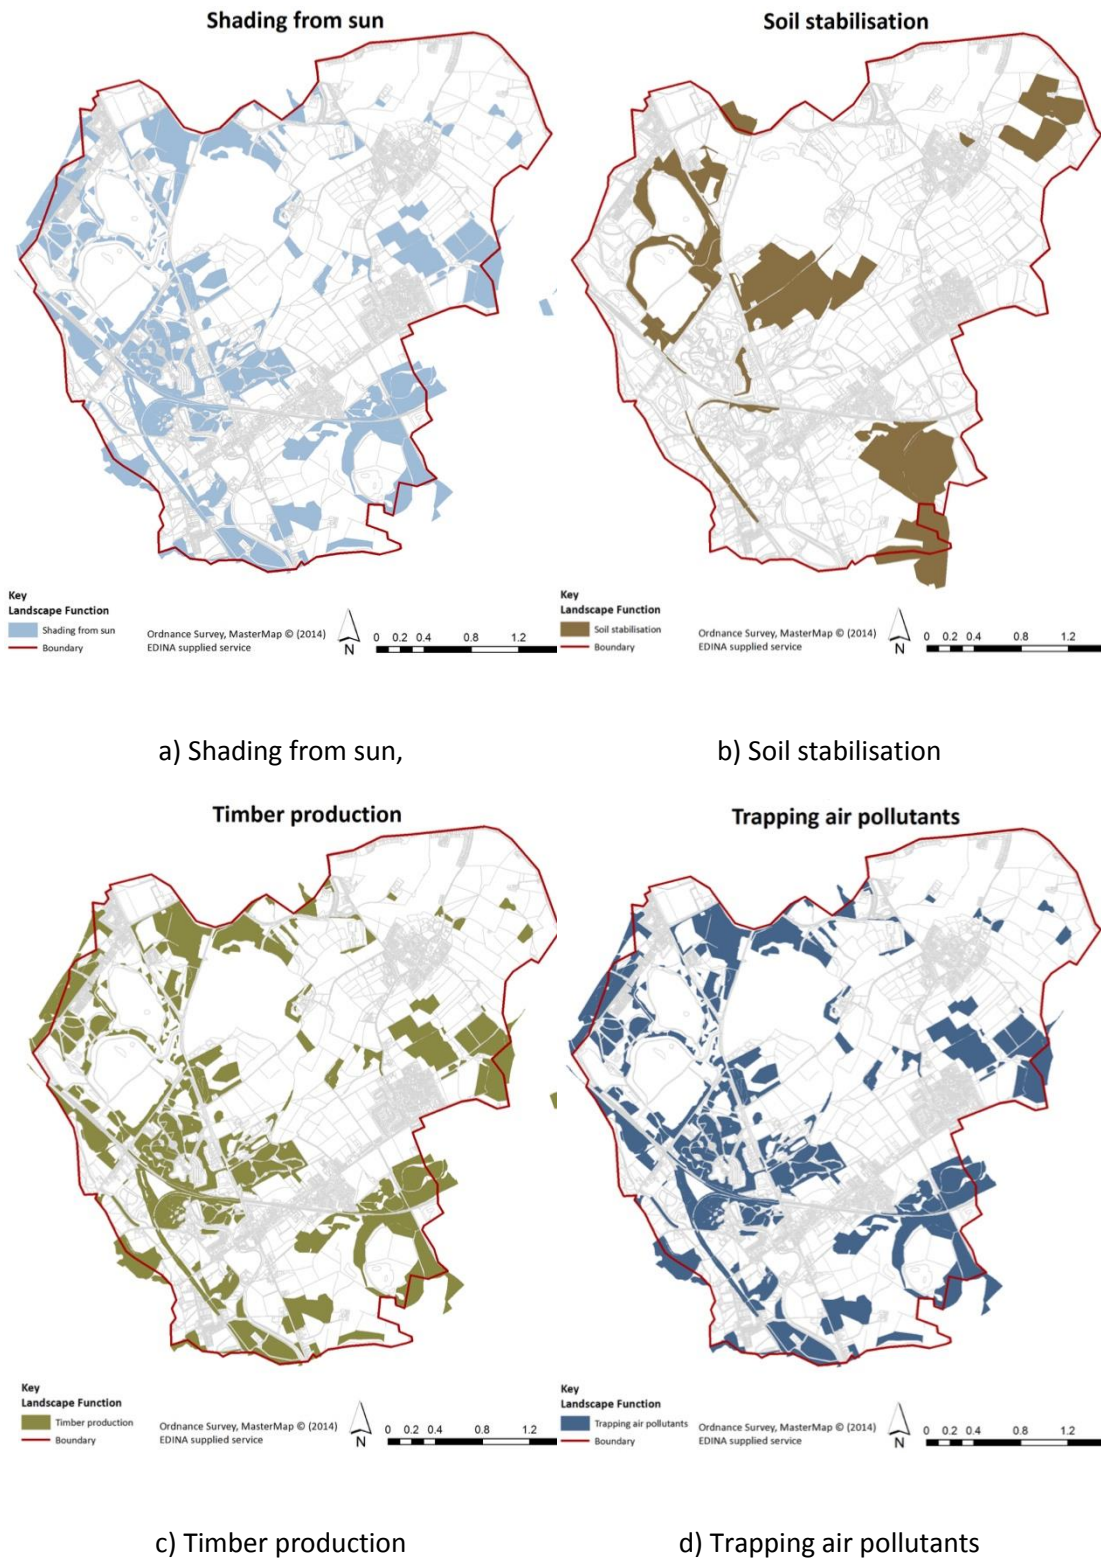 Shading from sun
Soil stabilisation
Key
Landscape Function
Shading from sun
Boundary
Ordnance Survey, MasterMap © (2014)
EDINA supplied service
N
0 0.2 0.4 0.8 1.2
Key
Landscape Function
Soil stabilisation
Boundary
Ordnance Survey, MasterMap © (2014)
EDINA supplied service
N
0 0.2 0.4 0.8 1.2
a) Shading from sun,
b) Soil stabilisation
Timber production
Trapping air pollutants
Key
Landscape Function
Timber production
Boundary
Ordnance Survey, MasterMap © (2014)
EDINA supplied service
N
0 0.2 0.4 0.8 1.2
Key
Landscape Function
Trapping air pollutants
Boundary
Ordnance Survey, MasterMap © (2014)
EDINA supplied service
N
0 0.2 0.4 0.8 1.2
c) Timber production
d) Trapping air pollutants